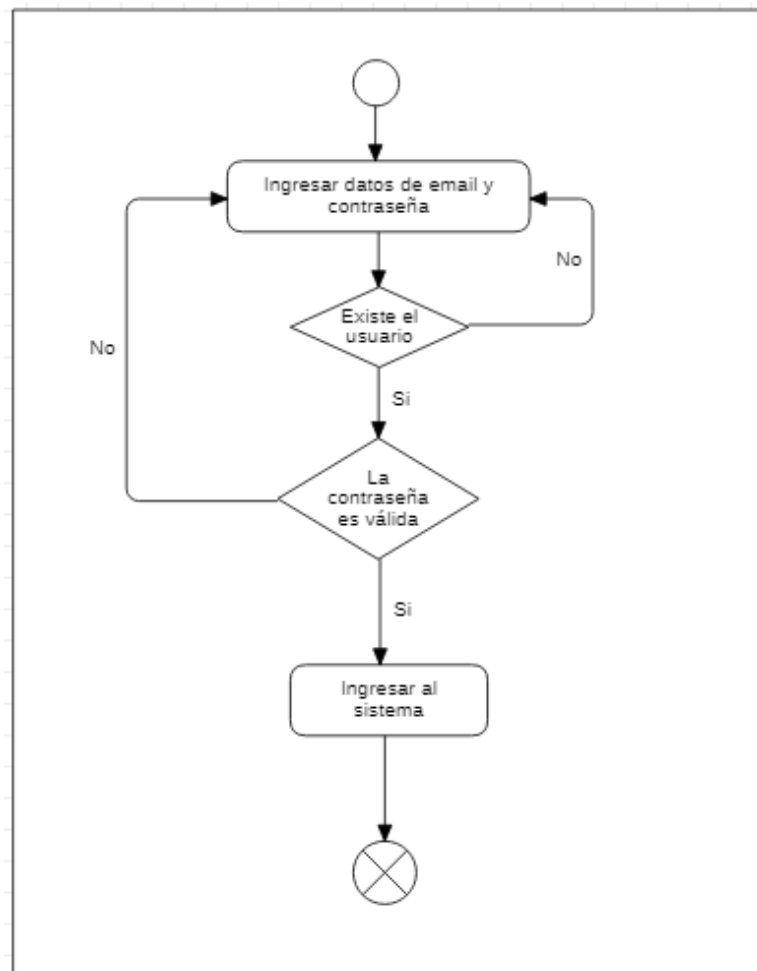 Ingresar datos de email y
contraseña
No
Existe el
usuario
No
Si
La
contraseña
es válida
Si
Ingresar al
sistema